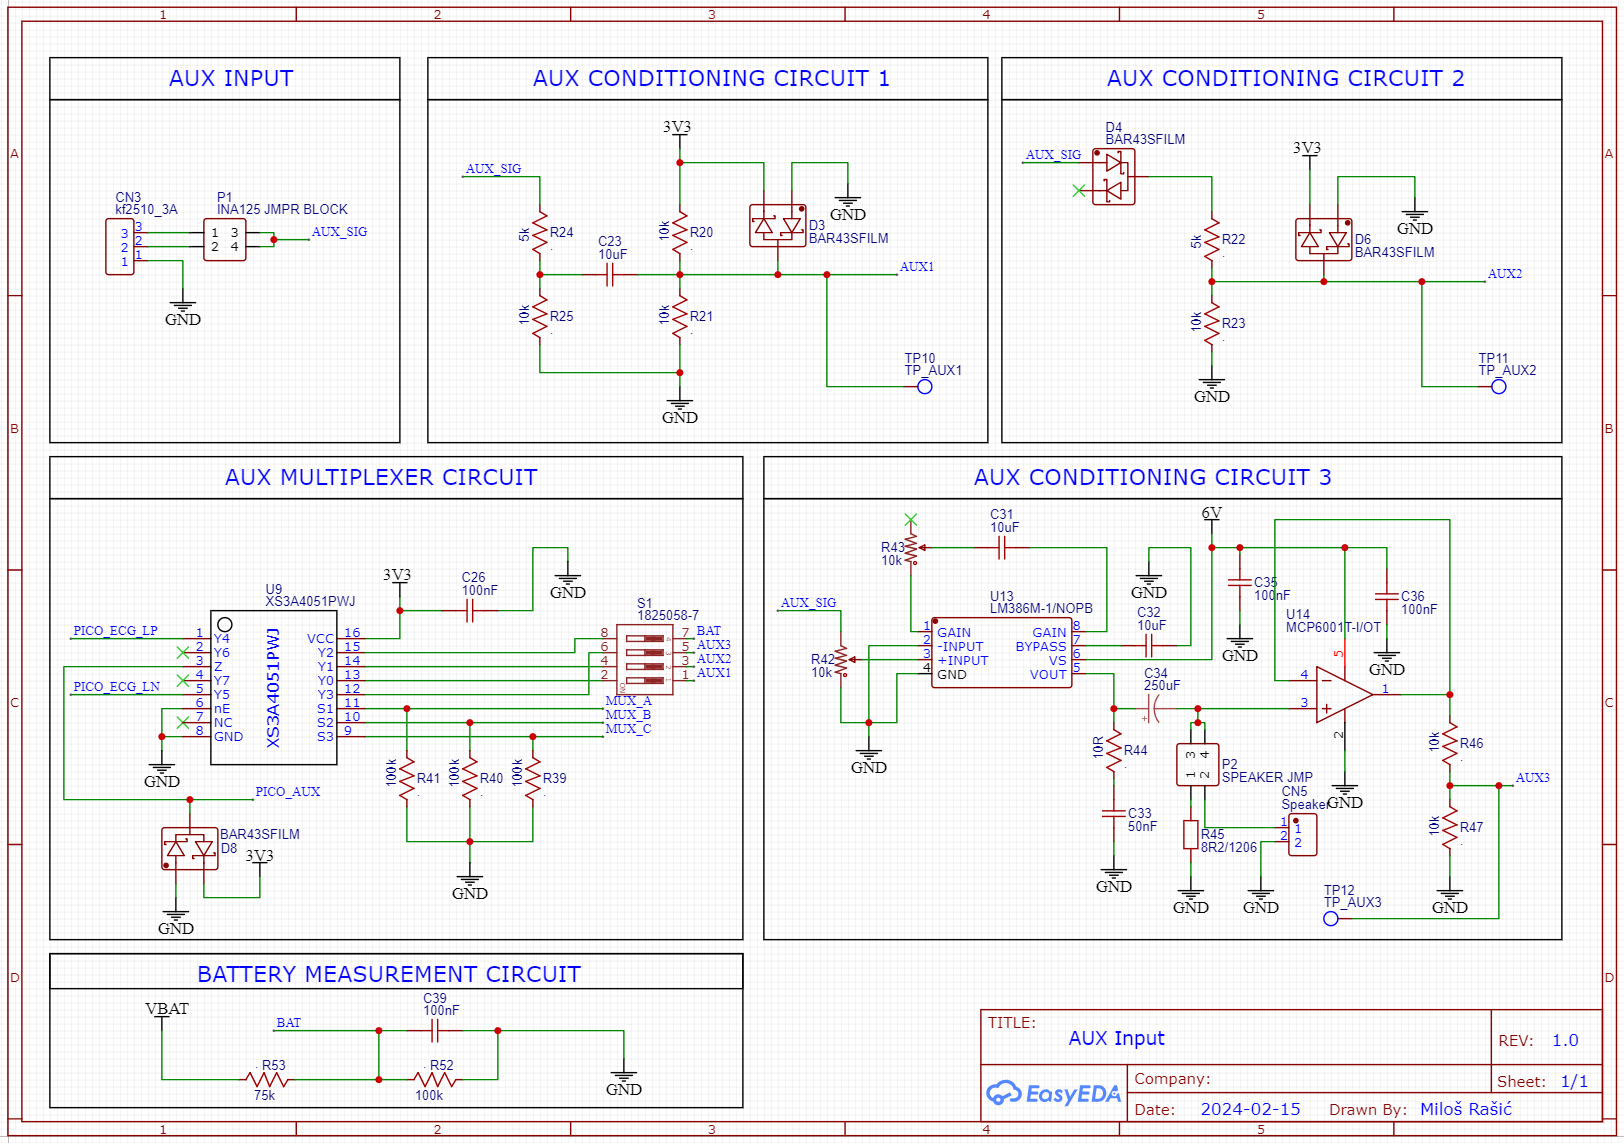 1 2 3 4 5
A A
B B
C C
D D
1 2 3 4 5
AUX INPUT
CN3
kf2510_3A
3
2
1
3
2
1
P1
INA125 JMPR BLOCK
1 3
2 4
AUX_SIG
GND
AUX CONDITIONING CIRCUIT 1
3V3
AUX_SIG
5k
R24
C23
10uF
10k
R20
GND
D3
BAR43SFILM
AUX1
10k
R25
10k
R21
TP10
TP_AUX1
GND
AUX CONDITIONING CIRCUIT 2
D4
BAR43SFILM
AUX_SIG
3V3
GND
5k
R22
D6
BAR43SFILM
AUX2
10k
R23
TP11
TP_AUX2
GND
AUX MULTIPLEXER CIRCUIT
3V3
C26
100nF
GND
U9
XS3A4051PWJ
XS3A4051PWJ
PICO_ECG_LP
PICO_ECG_LN
1 Y4
2 Y6
3 Z
4 Y7
5 Y5
6 nE
7 NC
8 GND
VCC 16
Y2 15
Y1 14
Y0 13
Y3 12
S1 11
S2 10
S3 9
S1
1825058-7
8 7 BAT
6 5 AUX3
4 3 AUX2
2 1 AUX1
4
3
2
1
ON
MUX_A
MUX_B
MUX_C
GND
100k
R41
100k
R40
100k
R39
PICO_AUX
BAR43SFILM
D8
3V3
GND
GND
AUX CONDITIONING CIRCUIT 3
R43
10k
C31
10uF
6V
GND
C35
100nF
C36
100nF
AUX_SIG
U13
LM386M-1/NOPB
1 GAIN
2 -INPUT
3 +INPUT
4 GND
GAIN 8
BYPASS 7
VS 6
VOUT 5
C32
10uF
U14
MCP6001T-I/OT
GND
GND
R42
10k
GND
C34
250uF
+
4
3
5
1
2
10R
R44
P2
SPEAKER JMP
3 4
1 2
CN5
Speaker
GND
1
2
1
2
10k
R46
AUX3
10k
R47
C33
50nF
R45
8R2/1206
GND
GND
GND
TP12
TP_AUX3
GND
BATTERY MEASUREMENT CIRCUIT
VBAT
BAT
C39
100nF
R53
75k
R52
100k
GND
TITLE:
AUX Input
REV: 1.0
EasyEDA
Company:
Sheet: 1/1
Date: 2024-02-15 Drawn By: Miloš Rašić